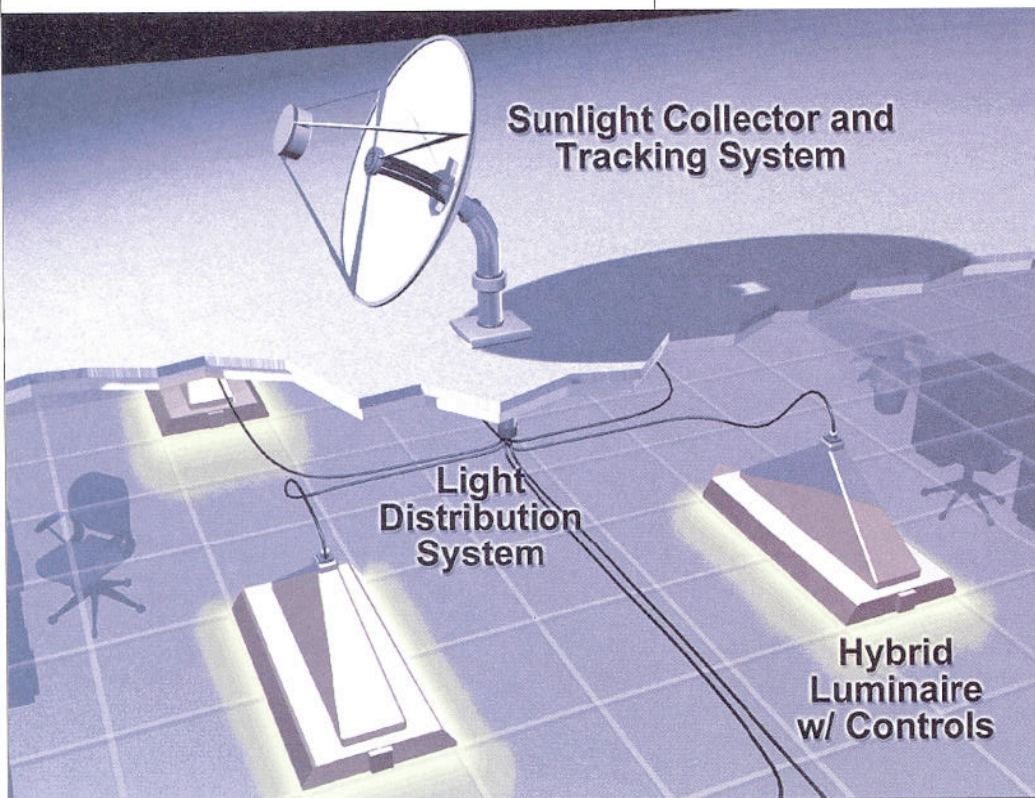 Sunlight Collector and
Tracking System
Light
Distribution
System
Hybrid
Luminaire
w/ Controls